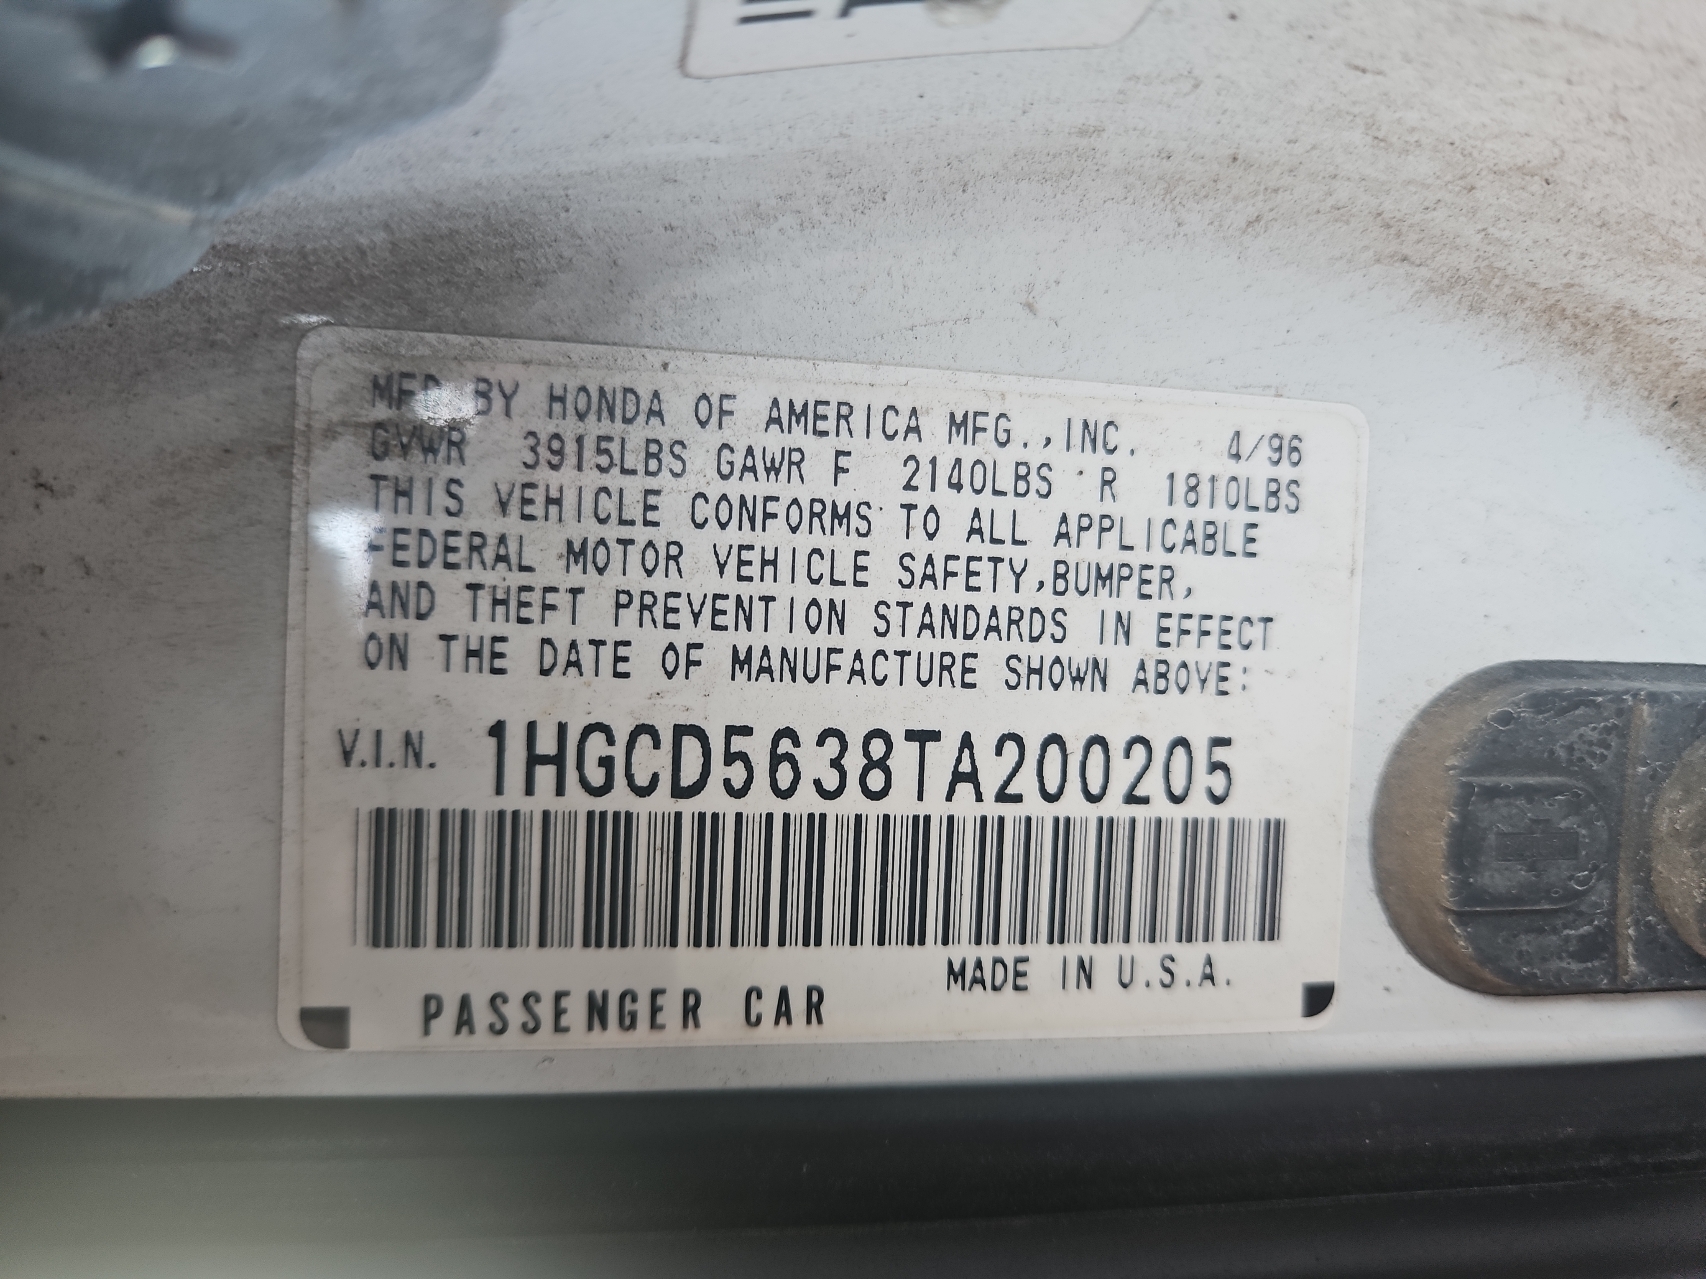 MFD BY HONDA OF AMERICA MFG.,INC. 4/96
GVWR 3915LBS GAWR F 2140LBS R 1810LBS
THIS VEHICLE CONFORMS TO ALL APPLICABLE
FEDERAL MOTOR VEHICLE SAFETY,BUMPER,
AND THEFT PREVENTION STANDARDS IN EFFECT
ON THE DATE OF MANUFACTURE SHOWN ABOVE:
V.I.N. 1HGCD5638TA200205
MADE IN U.S.A.
PASSENGER CAR